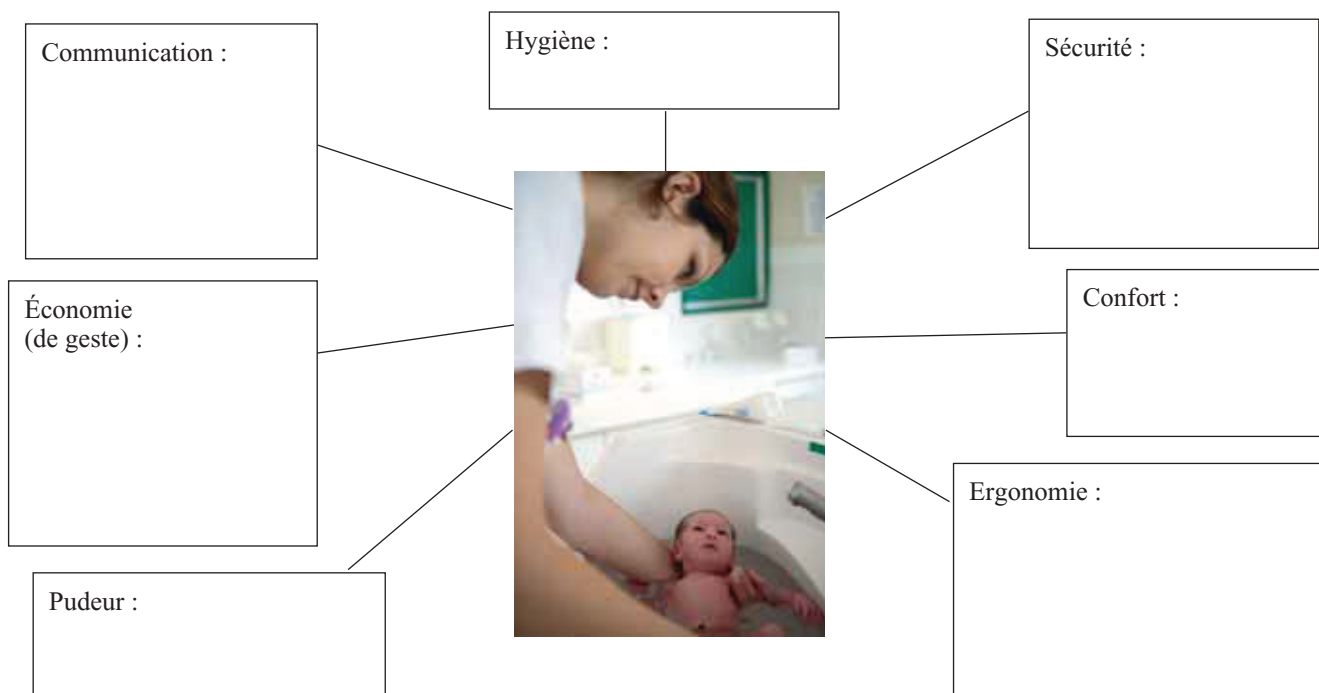 Communication :
Hygiène :
Sécurité :
Économie
(de geste) :
Confort :
Pudeur :
Ergonomie :